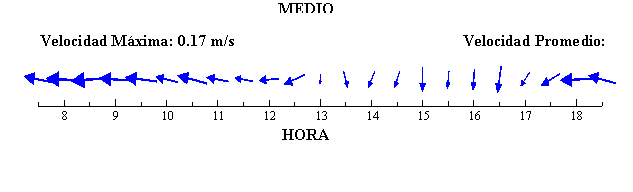 MEDIO
Velocidad Máxima: 0.17 m/s Velocidad Promedio:
8 9 10 11 12 13 14 15 16 17 18
HORA